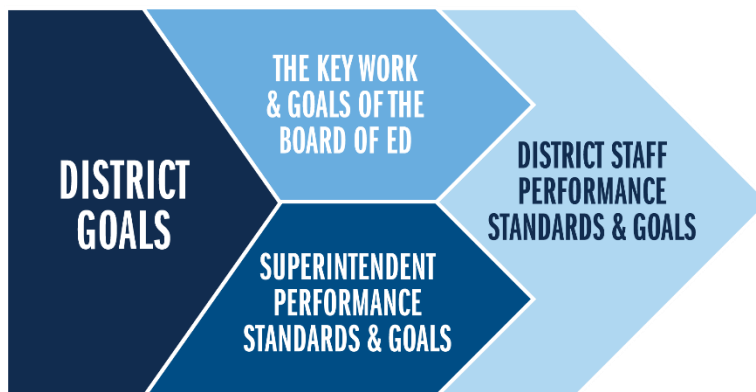 DISTRICT
GOALS
THE KEY WORK
& GOALS OF THE
BOARD OF ED
SUPERINTENDENT
PERFORMANCE
STANDARDS & GOALS
DISTRICT STAFF
PERFORMANCE
STANDARDS & GOALS